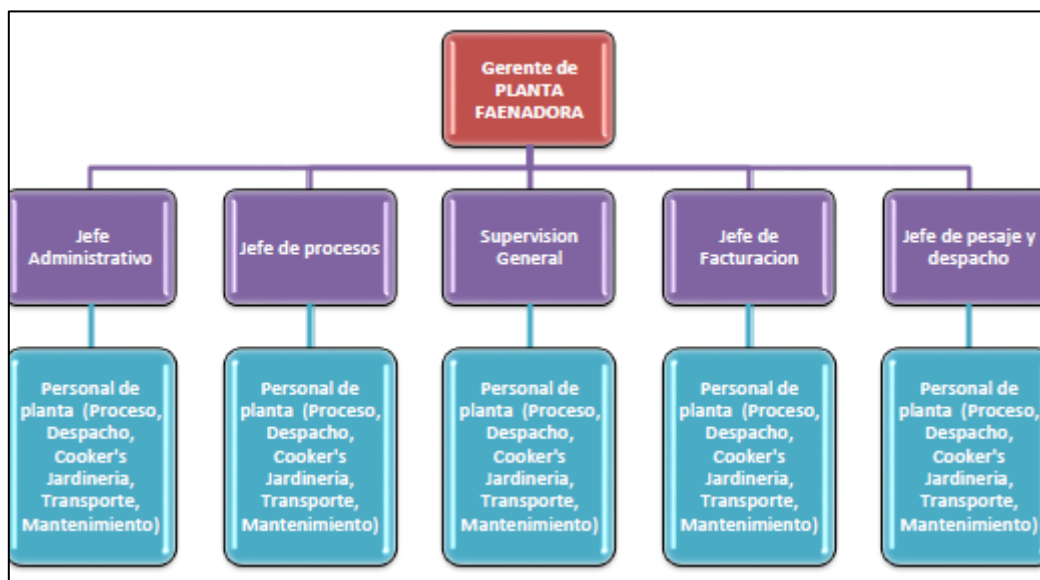 Gerente de
PLANTA
FAENADORA
Jefe
Administrativo
Jefe de procesos
Supervision
General
Jefe de
Facturacion
Jefe de pesaje y
despacho
Personal de
planta (Proceso,
Despacho,
Cooker's
Jardineria,
Transporte,
Mantenimiento)
Personal de
planta (Proceso,
Despacho,
Cooker's
Jardineria,
Transporte,
Mantenimiento)
Personal de
planta (Proceso,
Despacho,
Cooker's
Jardineria,
Transporte,
Mantenimiento)
Personal de
planta (Proceso,
Despacho,
Cooker's
Jardineria,
Transporte,
Mantenimiento)
Personal de
planta (Proceso,
Despacho,
Cooker's
Jardineria,
Transporte,
Mantenimiento)